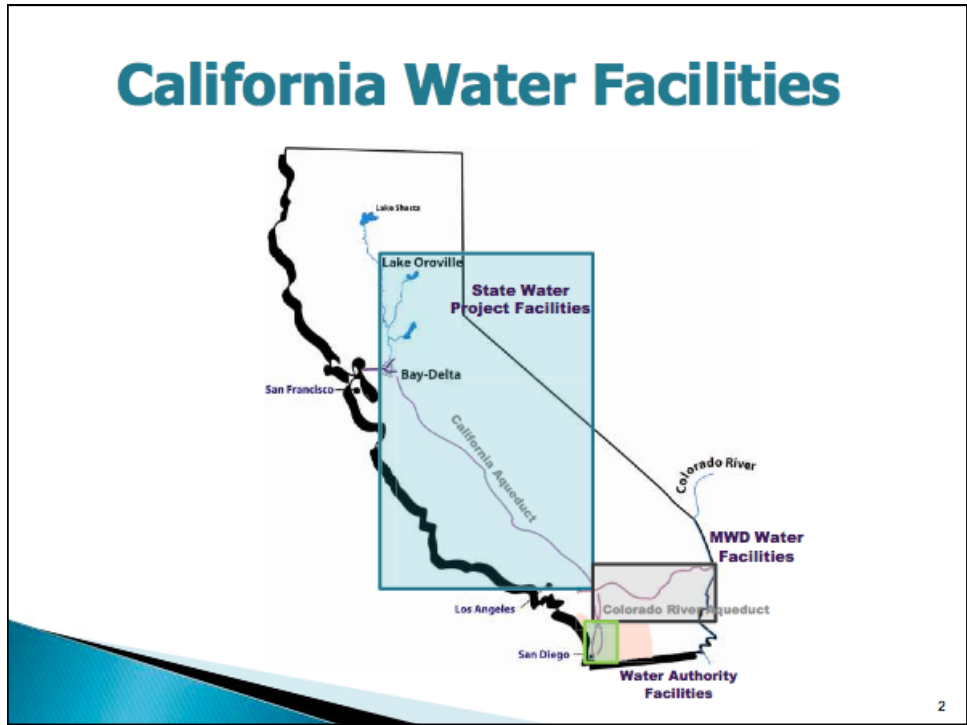 California Water Facilities
Lake Shasta
Lake Oroville
State Water
Project Facilities
Bay-Delta
San Francisco
California Aqueduct
Colorado River
MWD Water
Facilities
Los Angeles
Colorado River Aqueduct
San Diego
Water Authority
Facilities
2